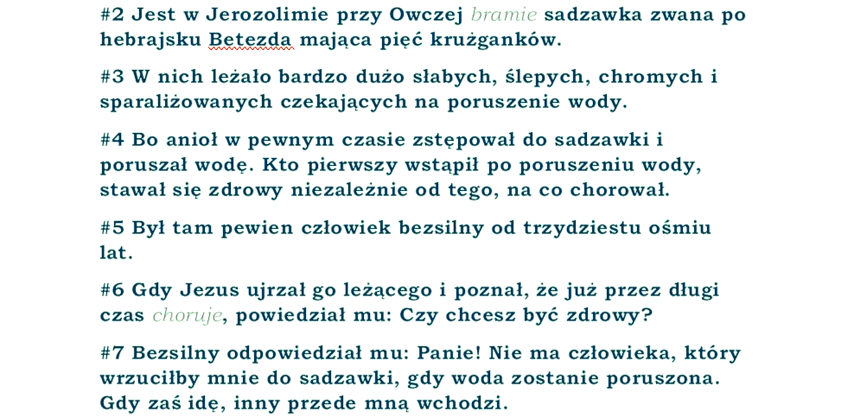 #2 Jest w Jerozolimie przy Owczej bramie sadzawka zwana po
hebrajsku Betezda mająca pięć krużganków.
#3 W nich leżało bardzo dużo słabych, ślepych, chromych i
sparaliżowanych czekających na poruszenie wody.
#4 Bo anioł w pewnym czasie zstępował do sadzawki i
poruszał wodę. Kto pierwszy wstąpił po poruszeniu wody,
stawał się zdrowy niezależnie od tego, na co chorował.
#5 Był tam pewien człowiek bezsilny od trzydziestu ośmiu
lat.
#6 Gdy Jezus ujrzał go leżącego i poznał, że już przez długi
czas choruje, powiedział mu: Czy chcesz być zdrowy?
#7 Bezsilny odpowiedział mu: Panie! Nie ma człowieka, który
wrzuciłby mnie do sadzawki, gdy woda zostanie poruszona.
Gdy zaś idę, inny przede mną wchodzi.